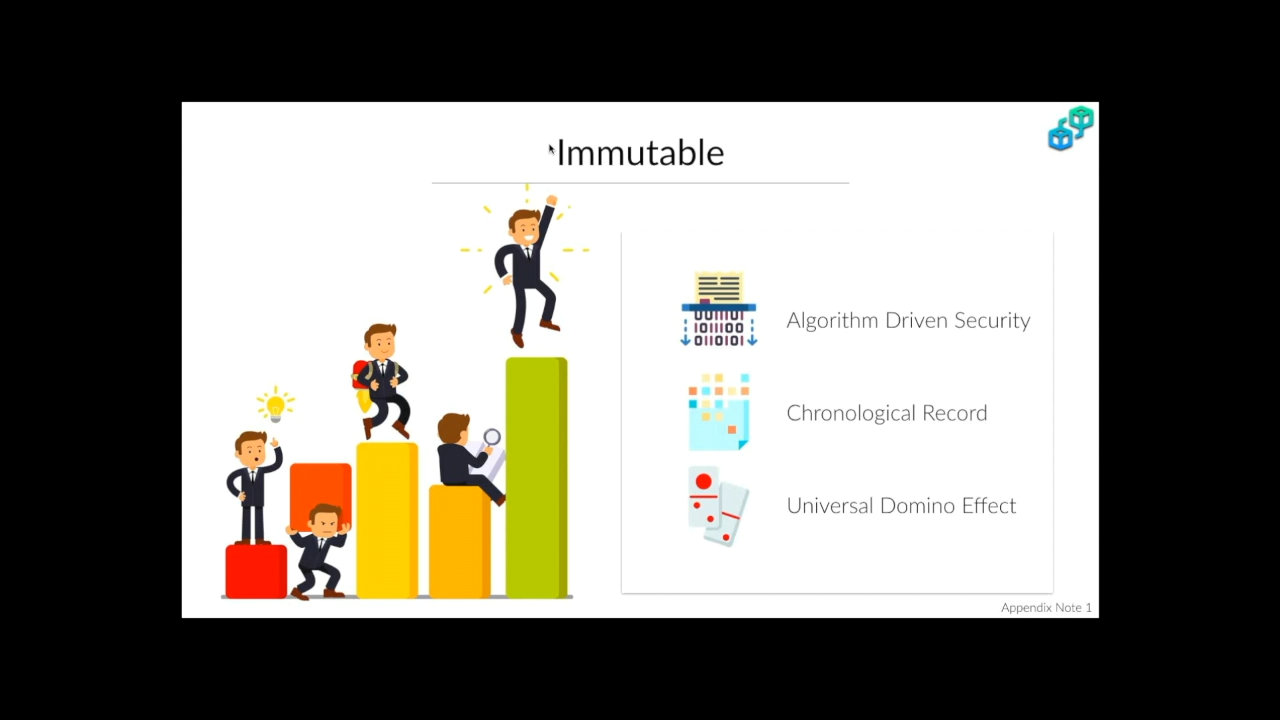 Immutable
Algorithm Driven Security
Chronological Record
Universal Domino Effect
Appendix Note 1